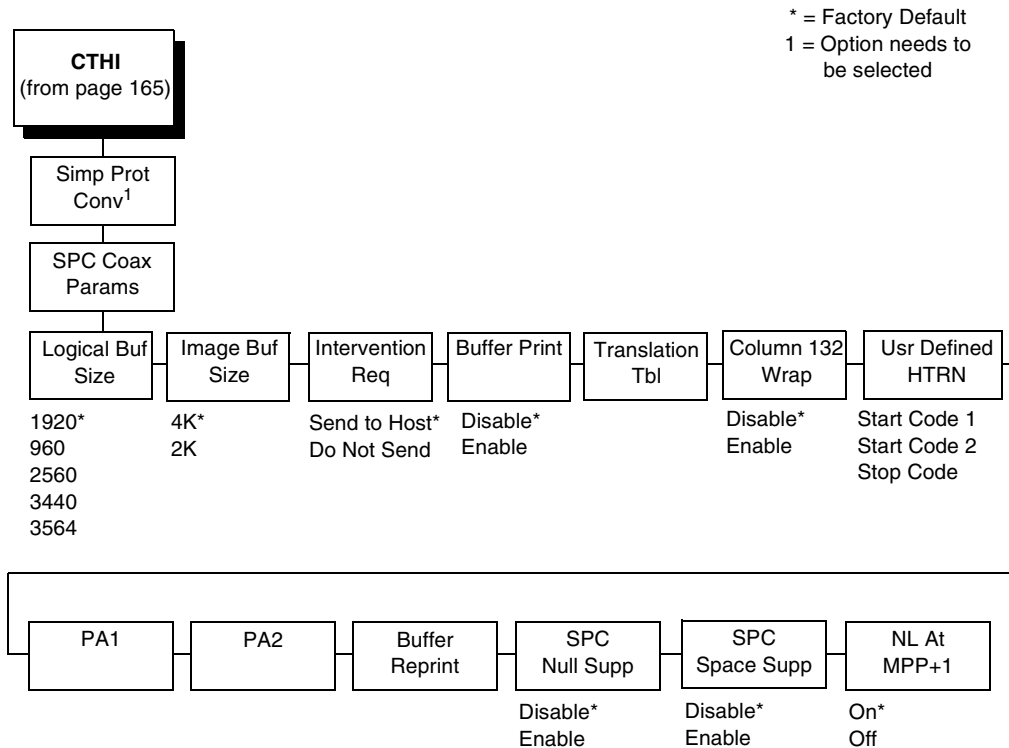 * = Factory Default
1 = Option needs to
be selected
CTHI
(from page 165)
Simp Prot
Conv1
SPC Coax
Params
Logical Buf
Size
1920*
960
2560
3440
3564
Image Buf
Size
4K*
2K
Intervention
Req
Send to Host*
Do Not Send
Buffer Print
Disable*
Enable
Translation
Tbl
Column 132
Wrap
Disable*
Enable
Usr Defined
HTRN
Start Code 1
Start Code 2
Stop Code
PA1
PA2
Buffer
Reprint
SPC
Null Supp
Disable*
Enable
SPC
Space Supp
Disable*
Enable
NL At
MPP+1
On*
Off